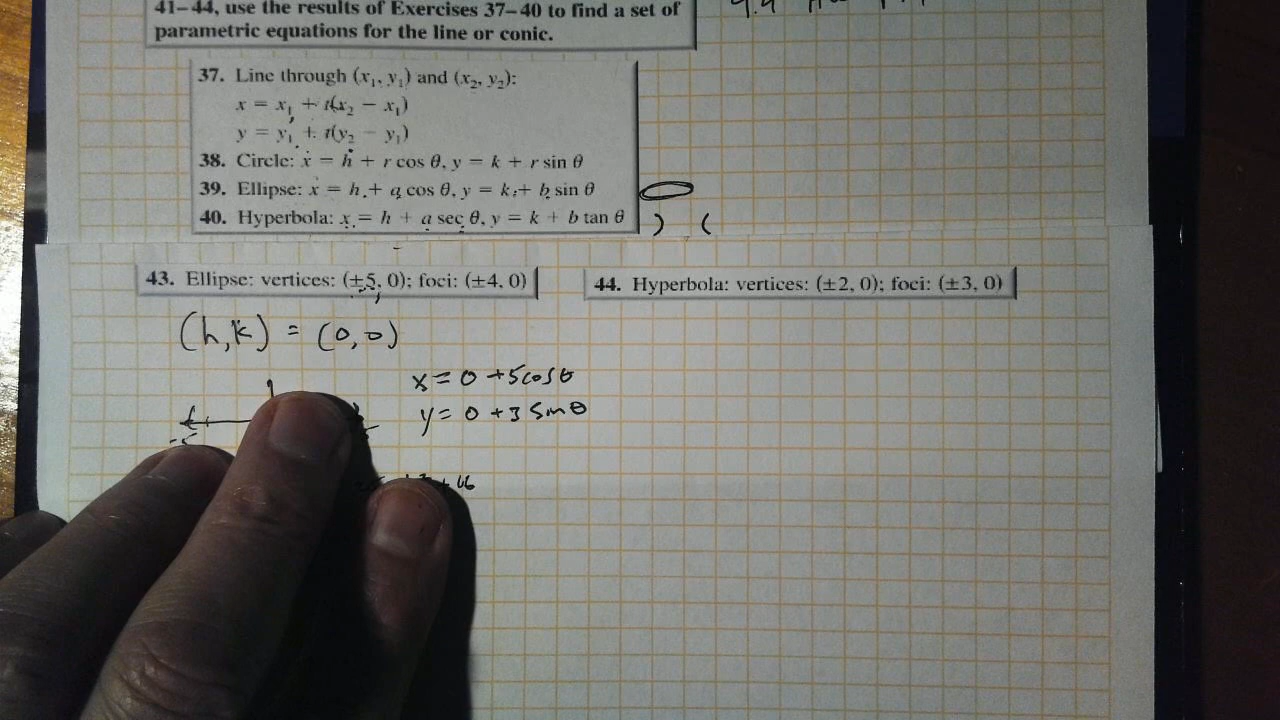 41–44, use the results of Exercises 37–40 to find a set of
parametric equations for the line or conic.
37. Line through (x₁, y₁) and (x₂, y₂):
x = x₁ + t(x₂ − x₁)
y = y₁ + t(y₂ − y₁)
38. Circle: x = h + r cos θ, y = k + r sin θ
39. Ellipse: x = h + a cos θ, y = k + b sin θ
40. Hyperbola: x = h + a sec θ, y = k + b tan θ
43. Ellipse: vertices: (±5, 0); foci: (±4, 0)
44. Hyperbola: vertices: (±2, 0); foci: (±3, 0)
(h,k) = (0,0)
x = 0 + 5cosθ
y = 0 + 3 sinθ
-5